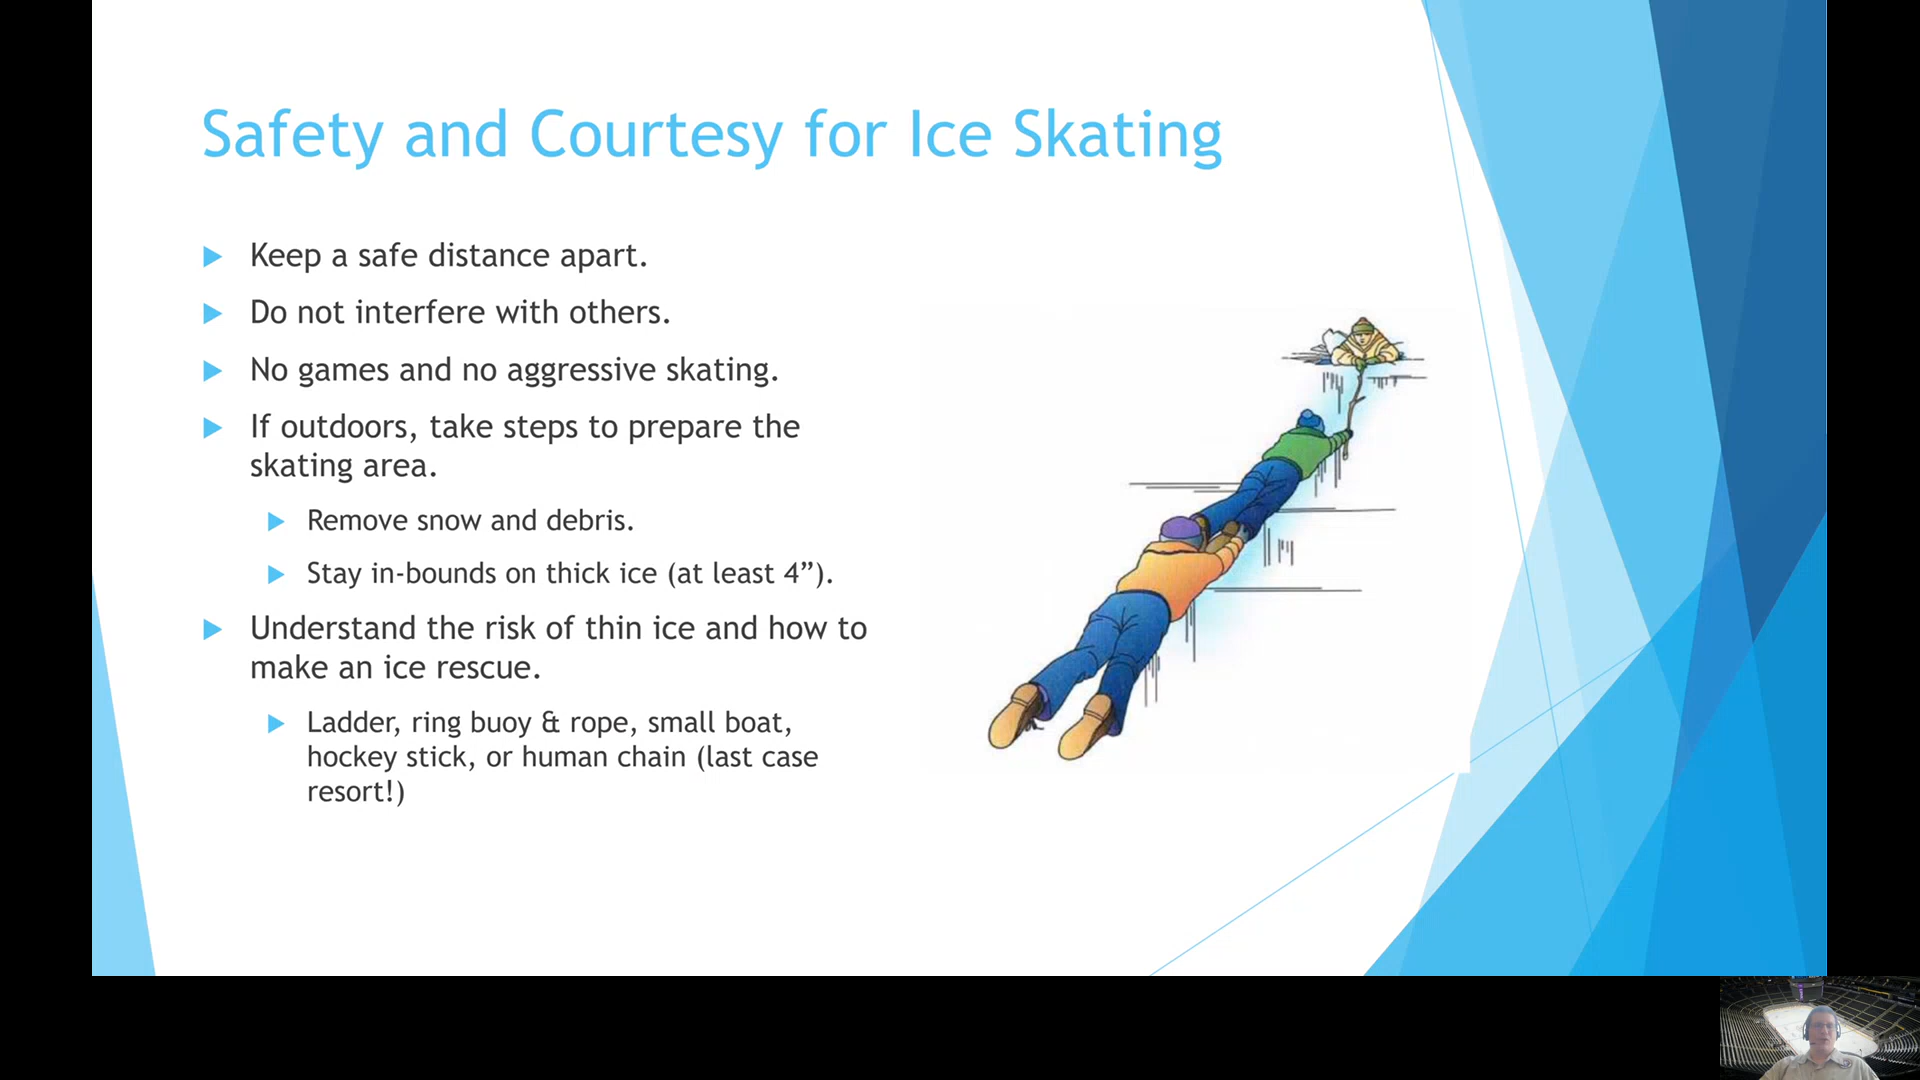 Safety and Courtesy for Ice Skating
Keep a safe distance apart.
Do not interfere with others.
No games and no aggressive skating.
If outdoors, take steps to prepare the
skating area.
Remove snow and debris.
Stay in-bounds on thick ice (at least 4”).
Understand the risk of thin ice and how to
make an ice rescue.
Ladder, ring buoy & rope, small boat,
hockey stick, or human chain (last case
resort!)